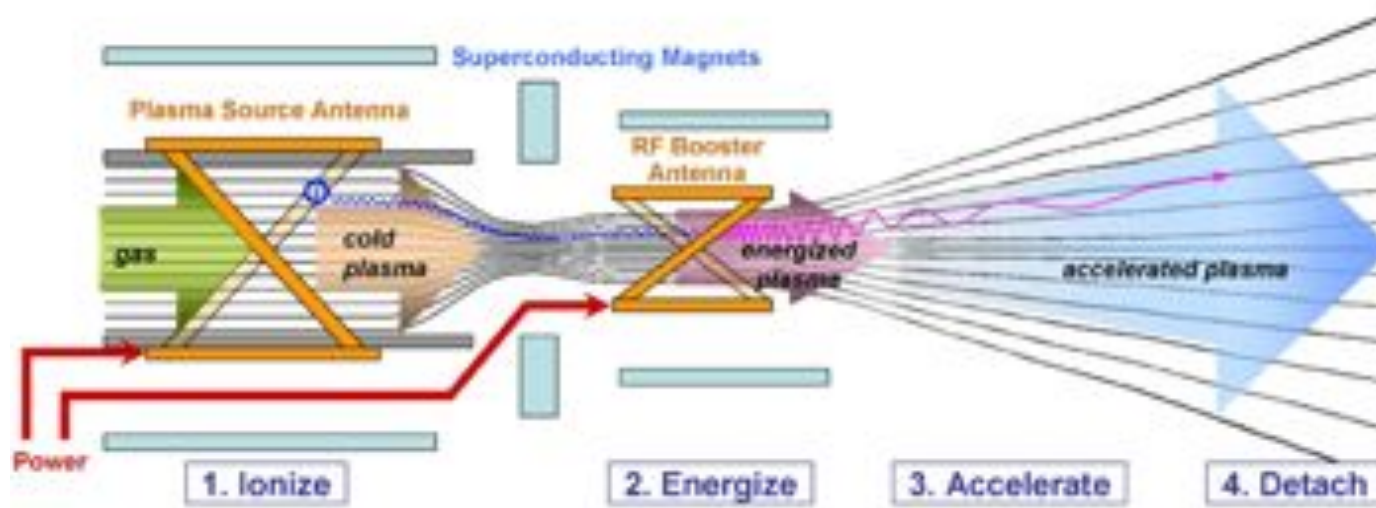 Superconducting Magnets
Plasma Source Antenna
RF Booster
Antenna
gas
cold
plasma
energized
plasma
accelerated plasma
Power
1. Ionize
2. Energize
3. Accelerate
4. Detach